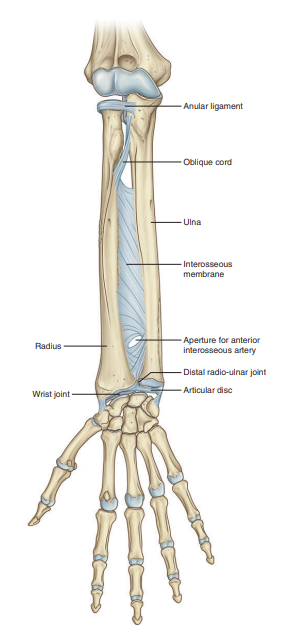 Anular ligament
Oblique cord
Ulna
Interosseous
membrane
Radius
Aperture for anterior
interosseous artery
Distal radio-ulnar joint
Wrist joint
Articular disc